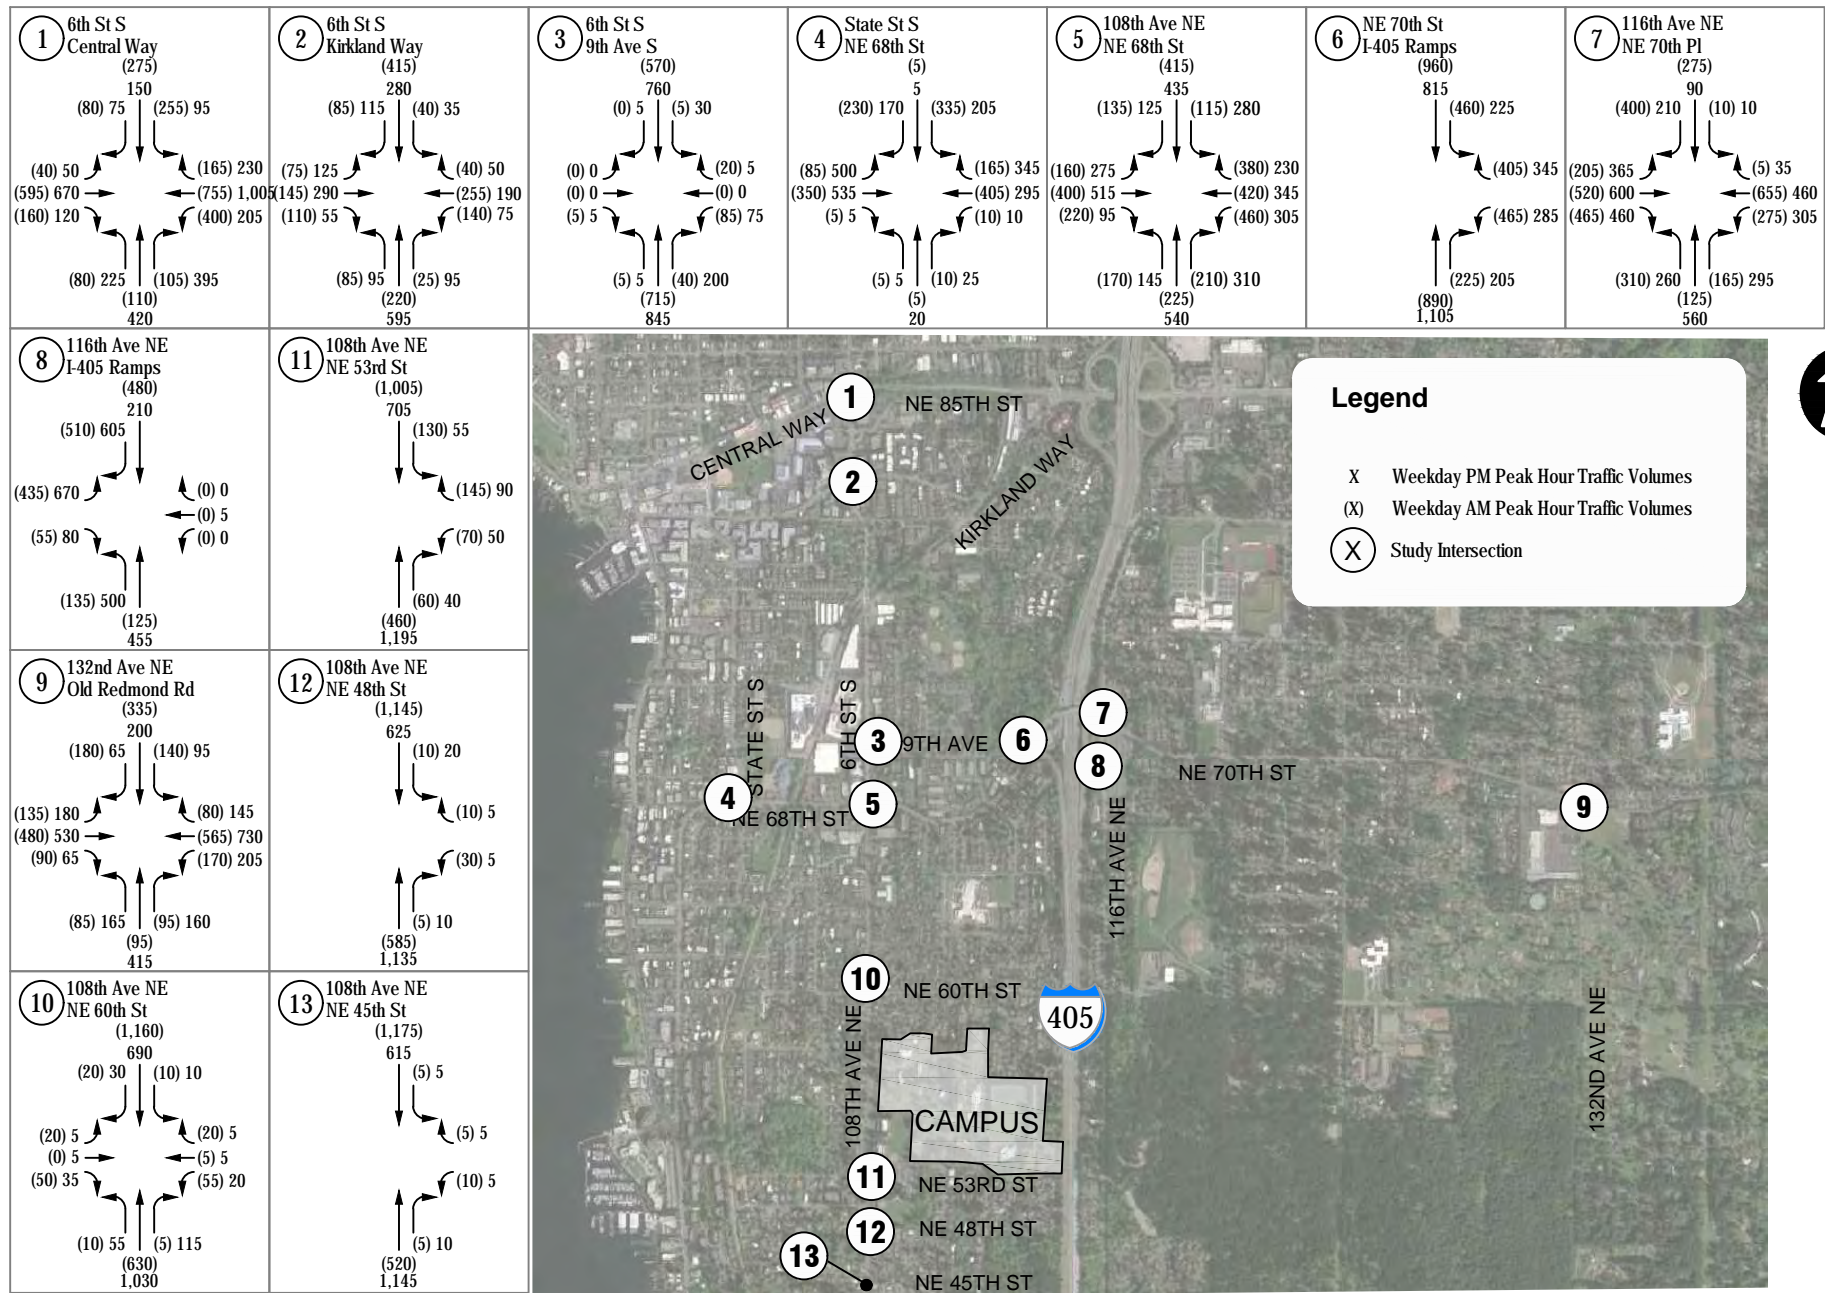 1
6th St S
Central Way
(275)
150
(80) 75 (255) 95
(40) 50 (165) 230
(595) 670 (755) 1,005
(160) 120 (400) 205
(80) 225 (105) 395
(110)
420
2
6th St S
Kirkland Way
(415)
280
(85) 115 (40) 35
(75) 125 (40) 50
(145) 290 (255) 190
(110) 55 (140) 75
(85) 95 (25) 95
(220)
595
3
6th St S
9th Ave S
(570)
760
(0) 5 (5) 30
(0) 0 (20) 5
(0) 0 (0) 0
(5) 5 (85) 75
(5) 5 (40) 200
(715)
845
4
State St S
NE 68th St
(5)
5
(230) 170 (335) 205
(85) 500 (165) 345
(350) 535 (405) 295
(5) 5 (10) 10
(5) 5 (10) 25
(5)
20
5
108th Ave NE
NE 68th St
(415)
435
(135) 125 (115) 280
(160) 275 (380) 230
(400) 515 (420) 345
(220) 95 (460) 305
(170) 145 (210) 310
(225)
540
6
NE 70th St
I-405 Ramps
(960)
815
(460) 225
(405) 345
(465) 285
(225) 205
(890)
1,105
7
116th Ave NE
NE 70th Pl
(275)
90
(400) 210 (10) 10
(205) 365 (5) 35
(520) 600 (655) 460
(465) 460 (275) 305
(310) 260 (165) 295
(125)
560
8
116th Ave NE
I-405 Ramps
(480)
210
(510) 605
(435) 670 (0) 0
(0) 5
(55) 80 (0) 0
(135) 500
(125)
455
11
108th Ave NE
NE 53rd St
(1,005)
705
(130) 55
(145) 90
(70) 50
(60) 40
(460)
1,195
9
132nd Ave NE
Old Redmond Rd
(335)
200
(180) 65 (140) 95
(135) 180 (80) 145
(480) 530 (565) 730
(90) 65 (170) 205
(85) 165 (95) 160
(95)
415
12
108th Ave NE
NE 48th St
(1,145)
625
(10) 20
(10) 5
(30) 5
(5) 10
(585)
1,135
10
108th Ave NE
NE 60th St
(1,160)
690
(20) 30 (10) 10
(20) 5 (20) 5
(0) 5 (5) 5
(50) 35 (55) 20
(10) 55 (5) 115
(630)
1,030
13
108th Ave NE
NE 45th St
(1,175)
615
(5) 5
(5) 5
(10) 5
(5) 10
(520)
1,145
Legend
X Weekday PM Peak Hour Traffic Volumes
(X) Weekday AM Peak Hour Traffic Volumes
X Study Intersection
1
NE 85TH ST
CENTRAL WAY
2
KIRKLAND WAY
STATE ST S
6TH ST S
3
9TH AVE
6
7
8
NE 70TH ST
4
NE 68TH ST
5
9
116TH AVE NE
10
NE 60TH ST
405
108TH AVE NE
CAMPUS
132ND AVE NE
11
NE 53RD ST
12
NE 48TH ST
13
NE 45TH ST